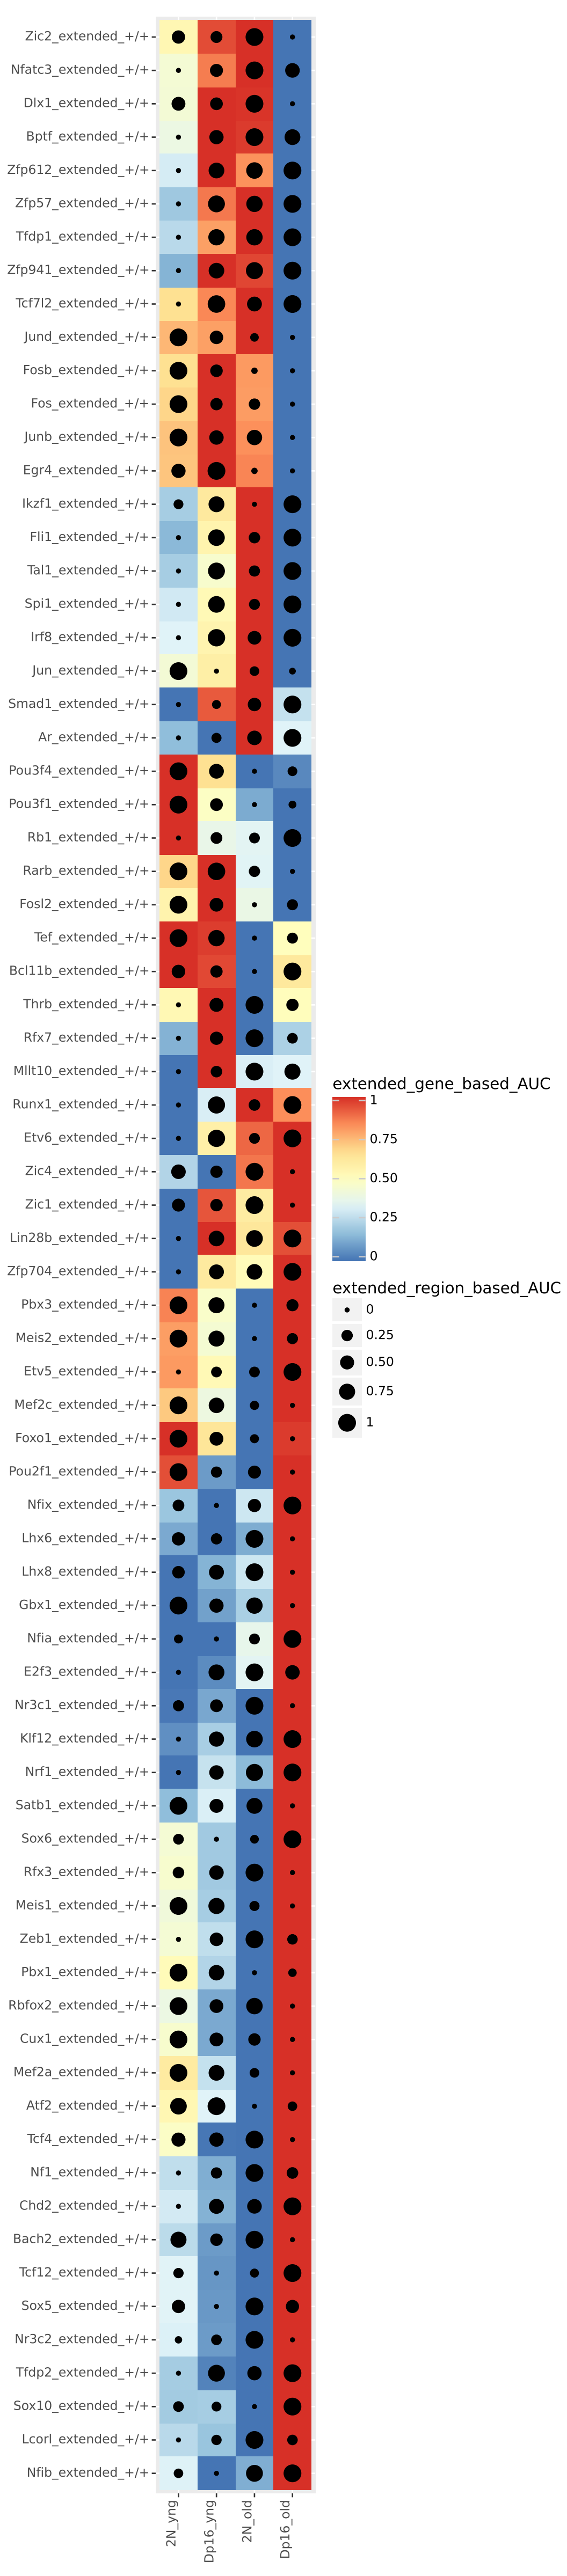 Zic2_extended_+/+
Nfatc3_extended_+/+
Dlx1_extended_+/+
Bptf_extended_+/+
Zfp612_extended_+/+
Zfp57_extended_+/+
Tfdp1_extended_+/+
Zfp941_extended_+/+
Tcf7l2_extended_+/+
Jund_extended_+/+
Fosb_extended_+/+
Fos_extended_+/+
Junb_extended_+/+
Egr4_extended_+/+
Ikzf1_extended_+/+
Fli1_extended_+/+
Tal1_extended_+/+
Spi1_extended_+/+
Irf8_extended_+/+
Jun_extended_+/+
Smad1_extended_+/+
Ar_extended_+/+
Pou3f4_extended_+/+
Pou3f1_extended_+/+
Rb1_extended_+/+
Rarb_extended_+/+
Fosl2_extended_+/+
Tef_extended_+/+
Bcl11b_extended_+/+
Thrb_extended_+/+
Rfx7_extended_+/+
Mllt10_extended_+/+
Runx1_extended_+/+
Etv6_extended_+/+
Zic4_extended_+/+
Zic1_extended_+/+
Lin28b_extended_+/+
Zfp704_extended_+/+
Pbx3_extended_+/+
Meis2_extended_+/+
Etv5_extended_+/+
Mef2c_extended_+/+
Foxo1_extended_+/+
Pou2f1_extended_+/+
Nfix_extended_+/+
Lhx6_extended_+/+
Lhx8_extended_+/+
Gbx1_extended_+/+
Nfia_extended_+/+
E2f3_extended_+/+
Nr3c1_extended_+/+
Klf12_extended_+/+
Nrf1_extended_+/+
Satb1_extended_+/+
Sox6_extended_+/+
Rfx3_extended_+/+
Meis1_extended_+/+
Zeb1_extended_+/+
Pbx1_extended_+/+
Rbfox2_extended_+/+
Cux1_extended_+/+
Mef2a_extended_+/+
Atf2_extended_+/+
Tcf4_extended_+/+
Nf1_extended_+/+
Chd2_extended_+/+
Bach2_extended_+/+
Tcf12_extended_+/+
Sox5_extended_+/+
Nr3c2_extended_+/+
Tfdp2_extended_+/+
Sox10_extended_+/+
Lcorl_extended_+/+
Nfib_extended_+/+
2N_yng
Dp16_yng
2N_old
Dp16_old
extended_gene_based_AUC
1
0.75
0.50
0.25
0
extended_region_based_AUC
0
0.25
0.50
0.75
1